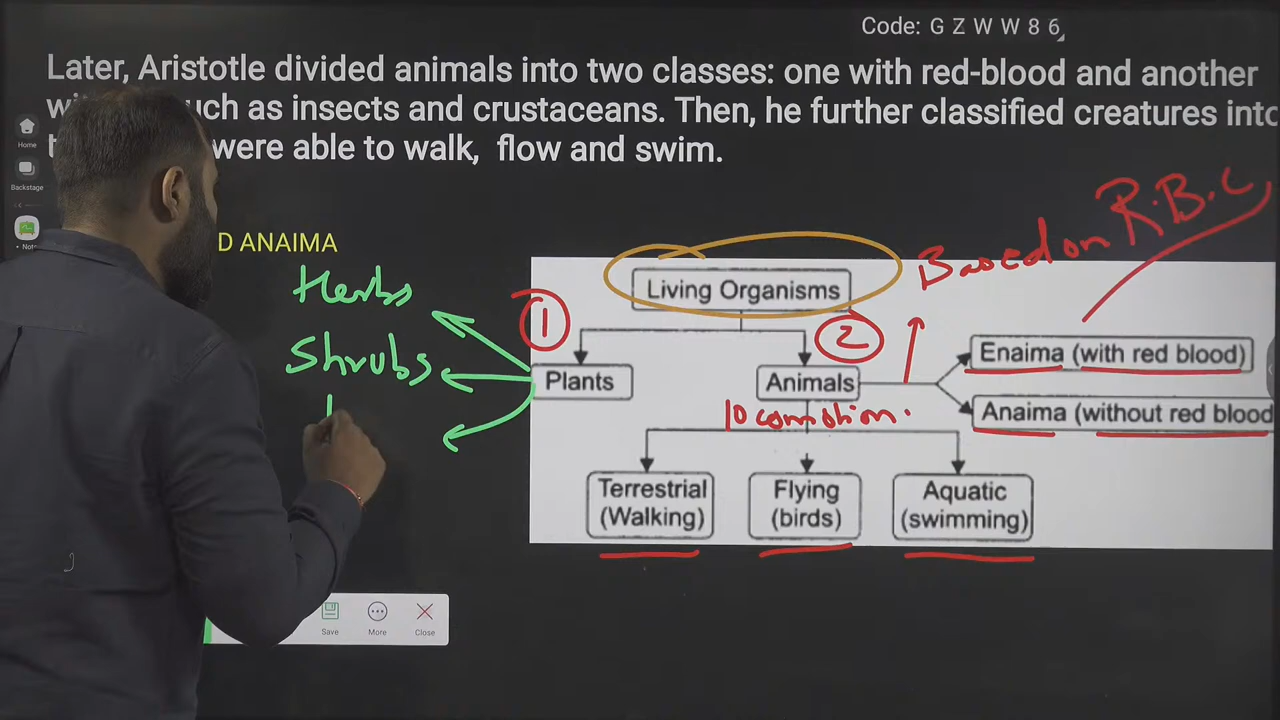 Code: G Z W W 8 6
Later, Aristotle divided animals into two classes: one with red-blood and another
such as insects and crustaceans. Then, he further classified creatures into
were able to walk, flow and swim.
Home
Backstage
D ANAIMA
Based on R.B.C
Herbs
Shrubs
Living Organisms
1
2
Plants
Animals
Enaima (with red blood)
Anaima (without red blood
locomotion.
Terrestrial
(Walking)
Flying
(birds)
Aquatic
(swimming)
Save
More
Close